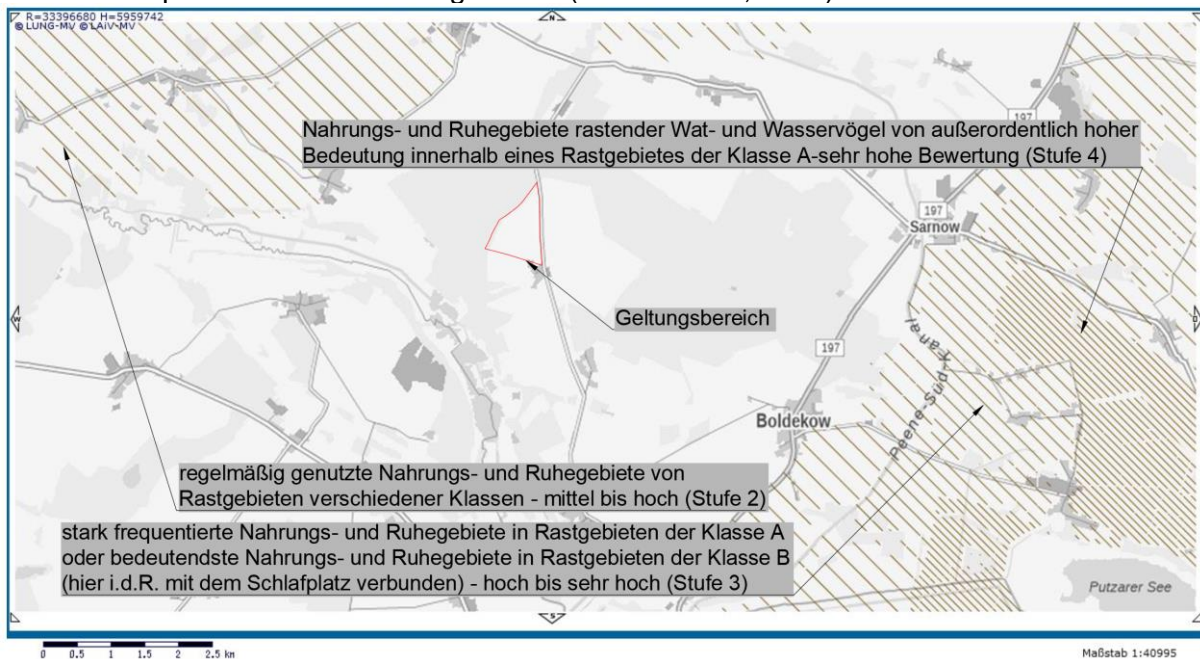 R=33396680 H=5959742
© LUNG-MV © LAiV-MV
N
197
Nahrungs- und Ruhegebiete rastender Wat- und Wasservögel von außerordentlich hoher
Bedeutung innerhalb eines Rastgebietes der Klasse A-sehr hohe Bewertung (Stufe 4)
197
Sarnow
W
O
Geltungsbereich
197
Peene-Süd-Kanal
Boldekow
regelmäßig genutzte Nahrungs- und Ruhegebiete von
Rastgebieten verschiedener Klassen - mittel bis hoch (Stufe 2)
stark frequentierte Nahrungs- und Ruhegebiete in Rastgebieten der Klasse A
oder bedeutendste Nahrungs- und Ruhegebiete in Rastgebieten der Klasse B
(hier i.d.R. mit dem Schlafplatz verbunden) - hoch bis sehr hoch (Stufe 3)
Putzarer See
S
0 0.5 1 1.5 2 2.5 km
Maßstab 1:40995